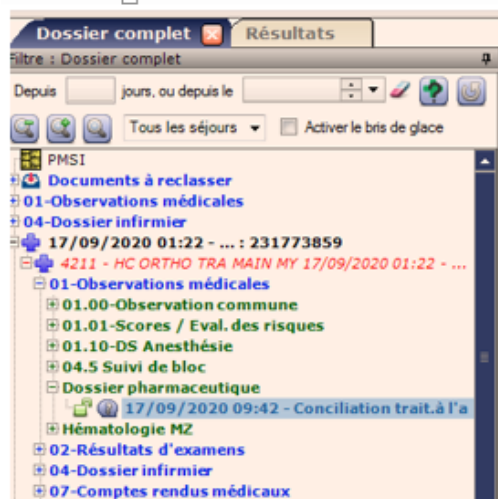 Dossier complet Résultats
Filtre : Dossier complet
Depuis jours, ou depuis le
Tous les séjours Activer le bris de glace
PMSI
Documents à reclasser
01-Observations médicales
04-Dossier infirmier
17/09/2020 01:22 - ... : 231773859
4211 - HC ORTHO TRA MAIN MY 17/09/2020 01:22 - ...
01-Observations médicales
01.00-Observation commune
01.01-Scores / Eval. des risques
01.10-DS Anesthésie
04.5 Suivi de bloc
Dossier pharmaceutique
17/09/2020 09:42 - Conciliation trait.à l'a
Hématologie MZ
02-Résultats d'examens
04-Dossier infirmier
07-Comptes rendus médicaux